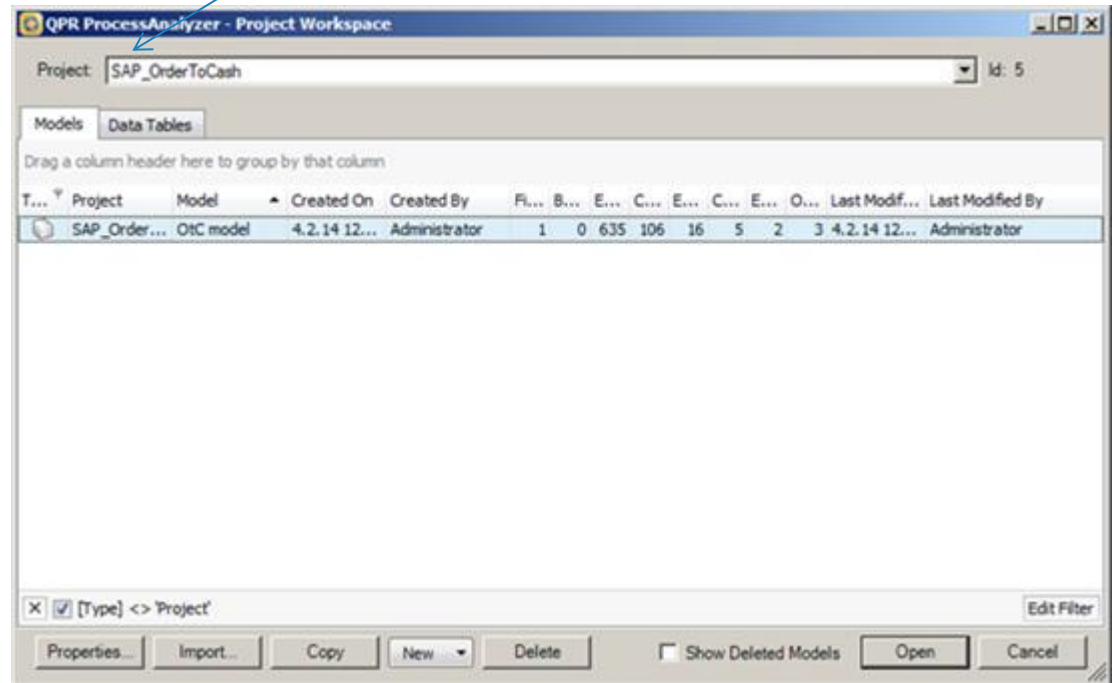 QPR ProcessAnalyzer - Project Workspace
Project: SAP_OrderToCash Id: 5
Models Data Tables
Drag a column header here to group by that column
T... Project Model Created On Created By Fi... B... E... C... E... C... E... O... Last Modif... Last Modified By
SAP_Order... OtC model 4.2.14 12... Administrator 1 0 635 106 16 5 2 3 4.2.14 12... Administrator
[Type] <> 'Project' Edit Filter
Properties... Import... Copy New Delete Show Deleted Models Open Cancel